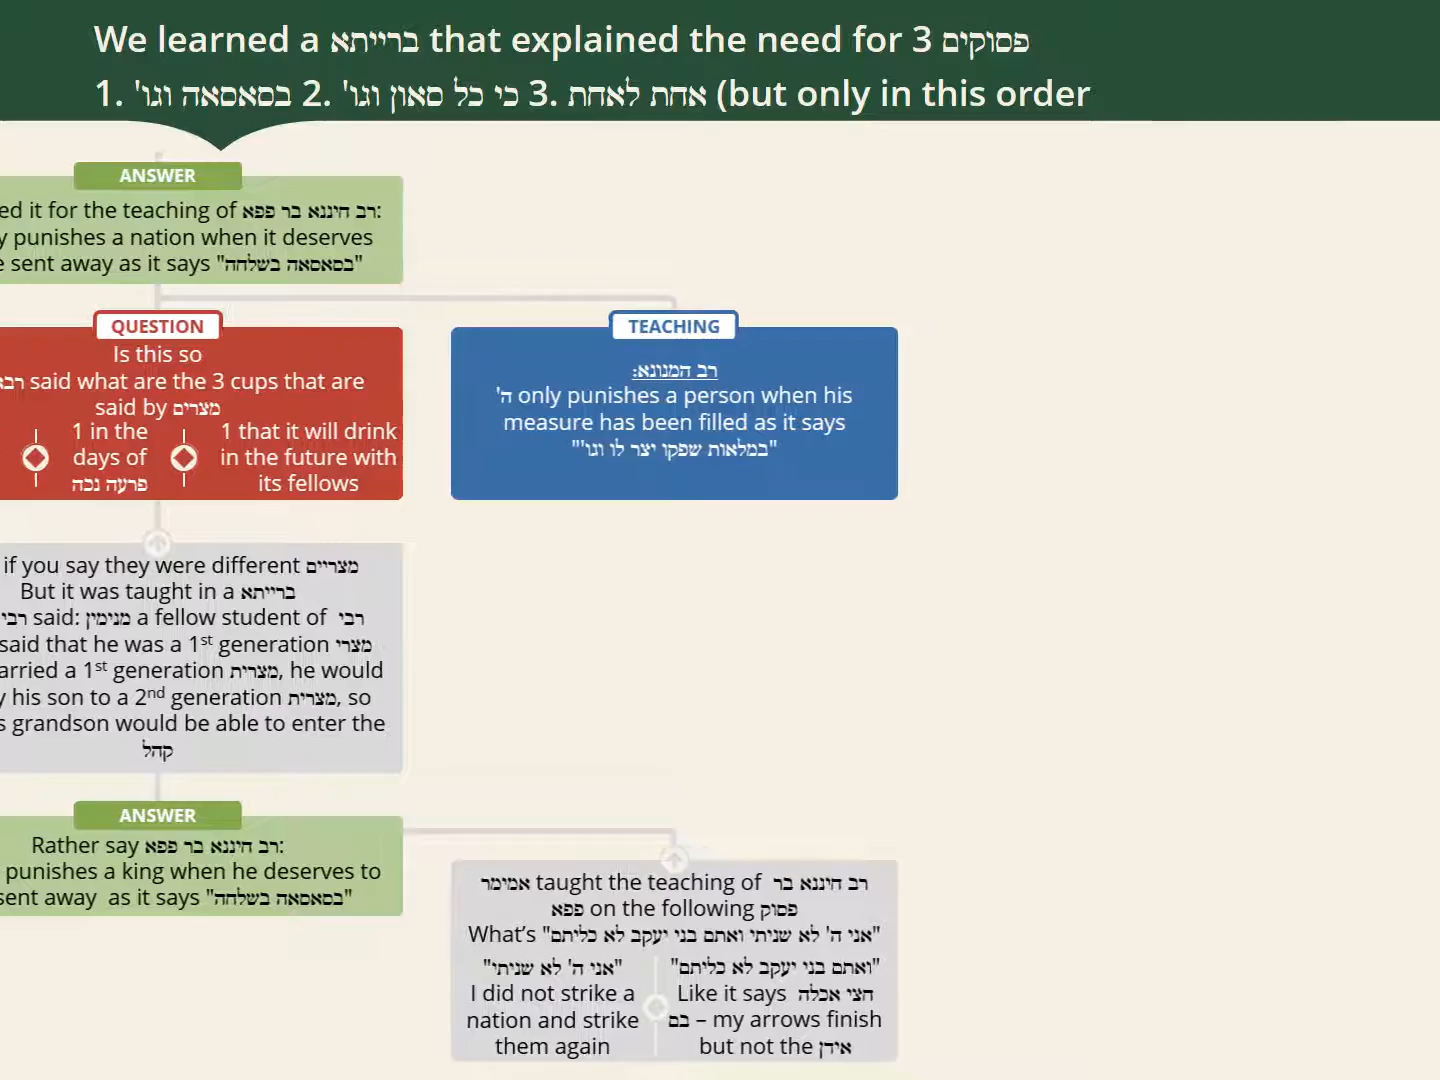 We learned a ברייתא that explained the need for 3 פסוקים
1. בסאסאה וגו' 2. כי כל סאון וגו' 3. אחת לאחת (but only in this order
ANSWER
ed it for the teaching of רב חיננא בר פפא:
y punishes a nation when it deserves
e sent away as it says "בסאסאה בשלחה"
QUESTION
Is this so
said what are the 3 cups that are
said by מצרים
1 in the
days of
פרעה נכה
1 that it will drink
in the future with
its fellows
TEACHING
רב המנונא:
ה' only punishes a person when his
measure has been filled as it says
"במלאות שפקו יצר לו וגו'"
if you say they were different מצריים
But it was taught in a ברייתא
רבי said: מנימין a fellow student of רבי
said that he was a 1st generation מצרי
arried a 1st generation מצרית, he would
y his son to a 2nd generation מצרית, so
s grandson would be able to enter the
קהל
ANSWER
Rather say רב חיננא בר פפא:
punishes a king when he deserves to
sent away as it says "בסאסאה בשלחה"
אמימר taught the teaching of רב חיננא בר
פפא on the following פסוק
What's "אני ה' לא שניתי ואתם בני יעקב לא כליתם"
"אני ה' לא שניתי"
I did not strike a
nation and strike
them again
"ואתם בני יעקב לא כליתם"
Like it says חצי אכלה
בם – my arrows finish
but not the אידן